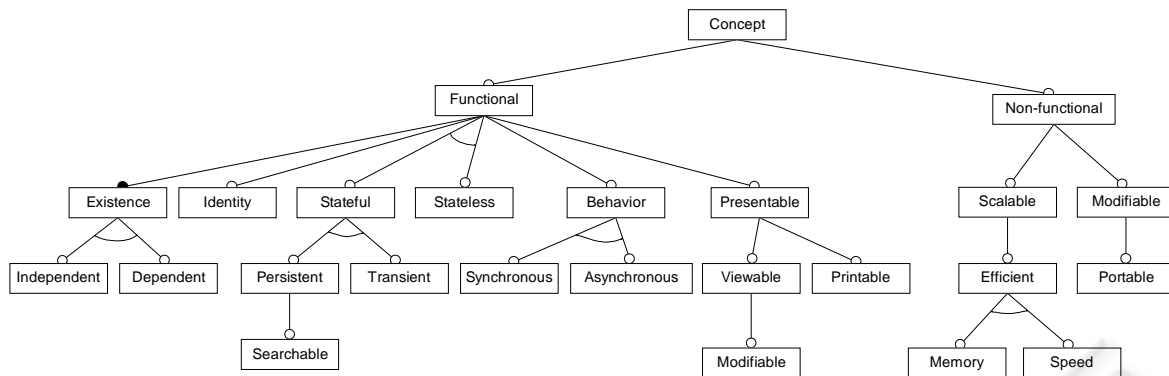 Concept
Functional
Non-functional
Existence
Identity
Stateful
Stateless
Behavior
Presentable
Scalable
Modifiable
Independent
Dependent
Persistent
Transient
Synchronous
Asynchronous
Viewable
Printable
Efficient
Portable
Searchable
Modifiable
Memory
Speed